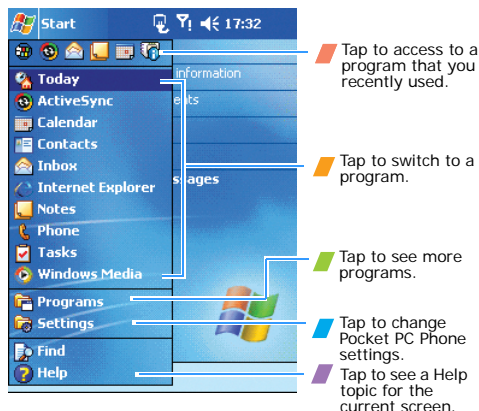 Start 17:32
Today
ActiveSync
Calendar
Contacts
Inbox
Internet Explorer
Notes
Phone
Tasks
Windows Media
Programs
Settings
Find
Help
information
ssages
Tap to access to a
program that you
recently used.
Tap to switch to a
program.
Tap to see more
programs.
Tap to change
Pocket PC Phone
settings.
Tap to see a Help
topic for the
current screen.